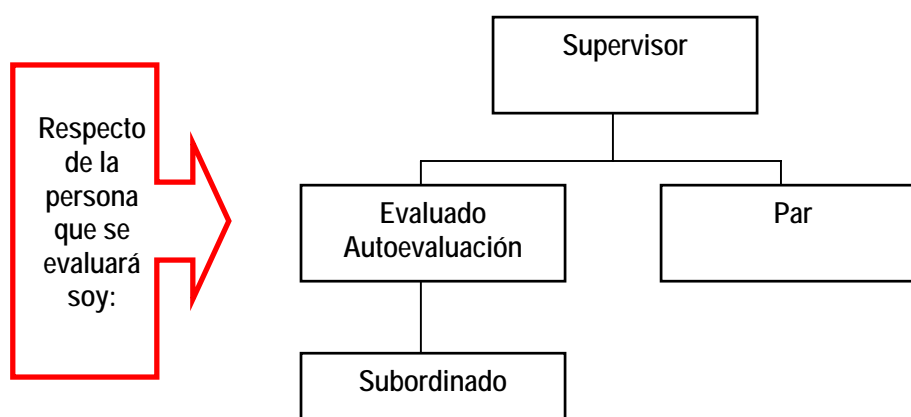 Respecto
de la
persona
que se
evaluará
soy:
Supervisor
Evaluado
Autoevaluación
Par
Subordinado